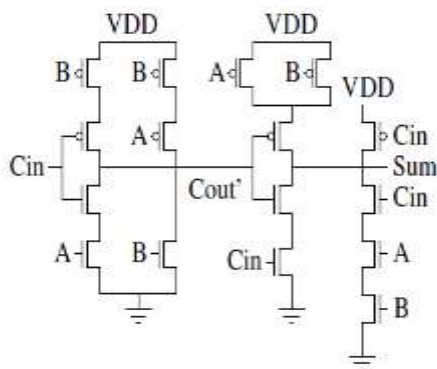 VDD VDD
B B A B VDD
A Cin
Cin Sum
Cout' Cin
A B Cin A
B